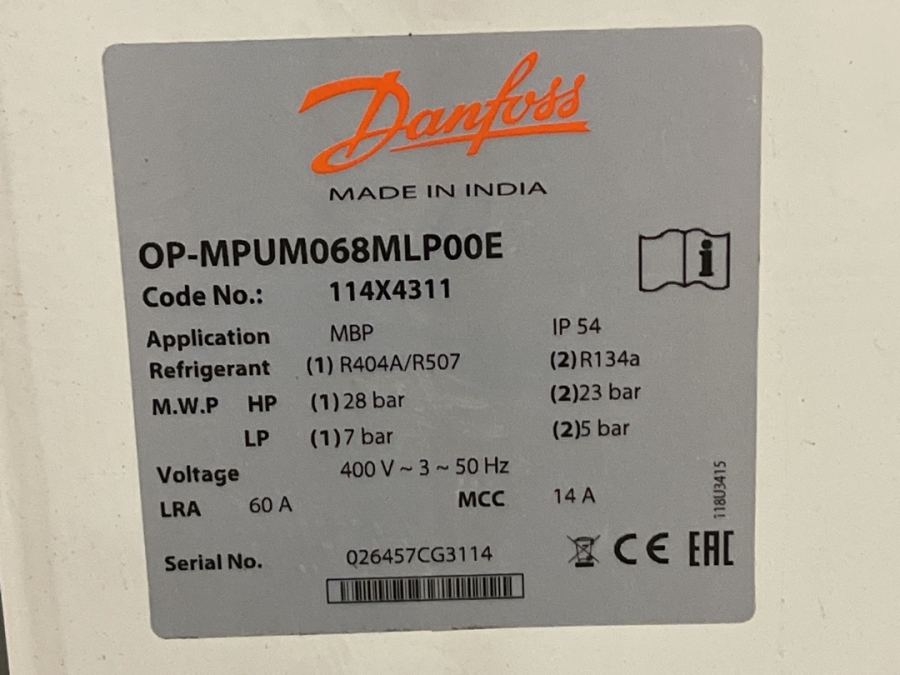 Danfoss
MADE IN INDIA
OP-MPUM068MLP00E
i
Code No.: 114X4311
Application MBP IP 54
Refrigerant (1) R404A/R507 (2) R134a
M.W.P HP (1) 28 bar (2)23 bar
LP (1) 7 bar (2)5 bar
Voltage 400 V ~ 3 ~ 50 Hz
LRA 60 A MCC 14 A
118U3415
Serial No. 026457CG3114
CE EAC